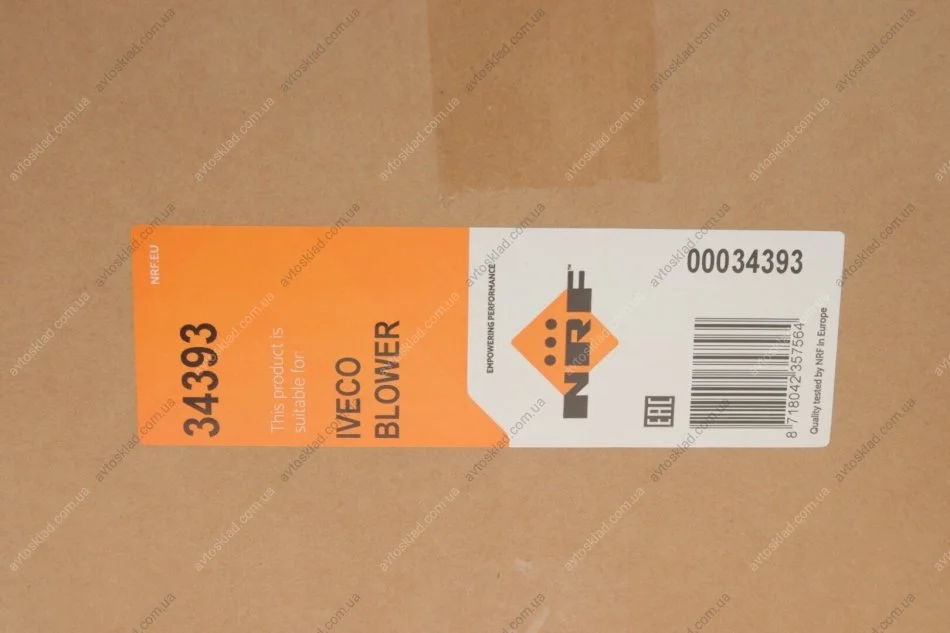 NRF.EU
34393
This product is
suitable for
IVECO
BLOWER
EMPOWERING PERFORMANCE
NRF™
EAC
00034393
8 718042 357564
Quality tested by NRF in Europe
avtosklad.com.ua